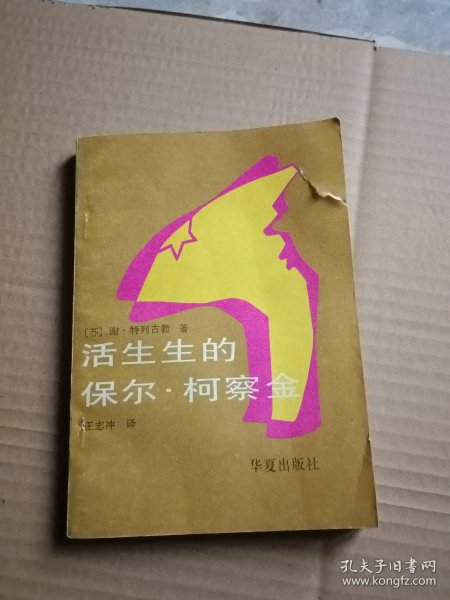 〔苏〕谢·特列古勃 著
活生生的
保尔·柯察金
王志冲 译
华夏出版社
孔夫子旧书网
www.kongfz.com